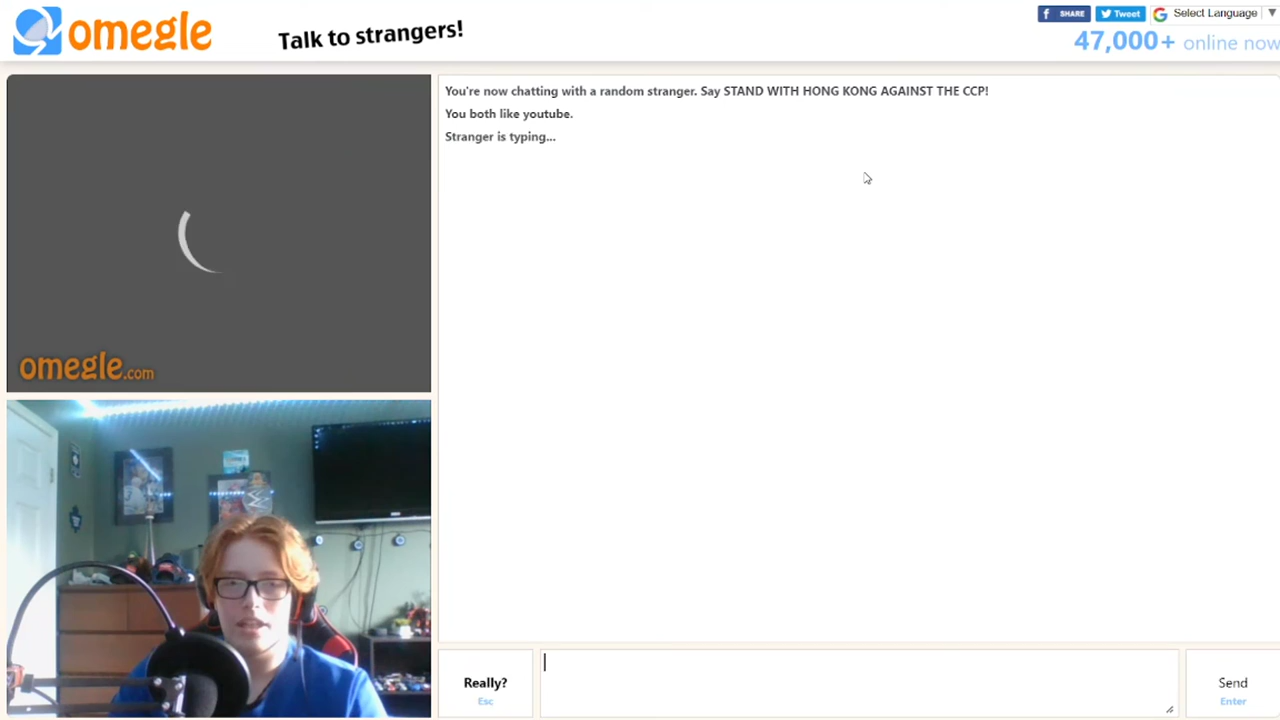 omegle
Talk to strangers!
SHARE
Tweet
Select Language
47,000+ online now
You're now chatting with a random stranger. Say STAND WITH HONG KONG AGAINST THE CCP!
You both like youtube.
Stranger is typing...
omegle.com
Really?
Esc
Send
Enter